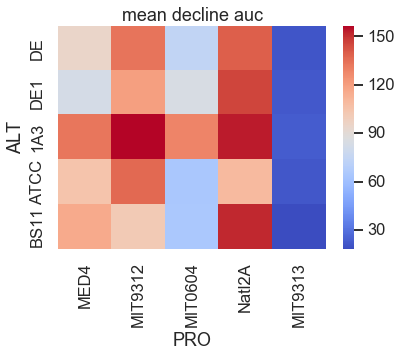 mean decline auc
ALT
DE
DE1
1A3
ATCC
BS11
MED4
MIT9312
MIT0604
Natl2A
MIT9313
PRO
150
120
90
60
30